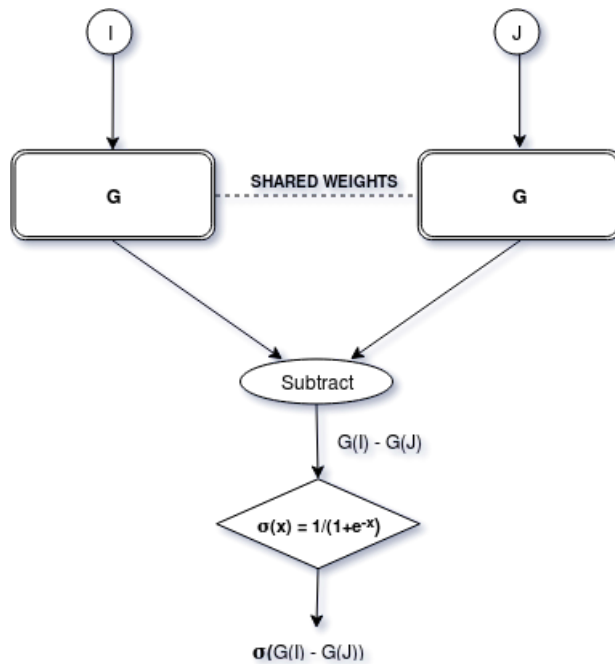 I
J
G
SHARED WEIGHTS
G
Subtract
G(I) - G(J)
σ(x) = 1/(1+e⁻ˣ)
σ(G(I) - G(J))